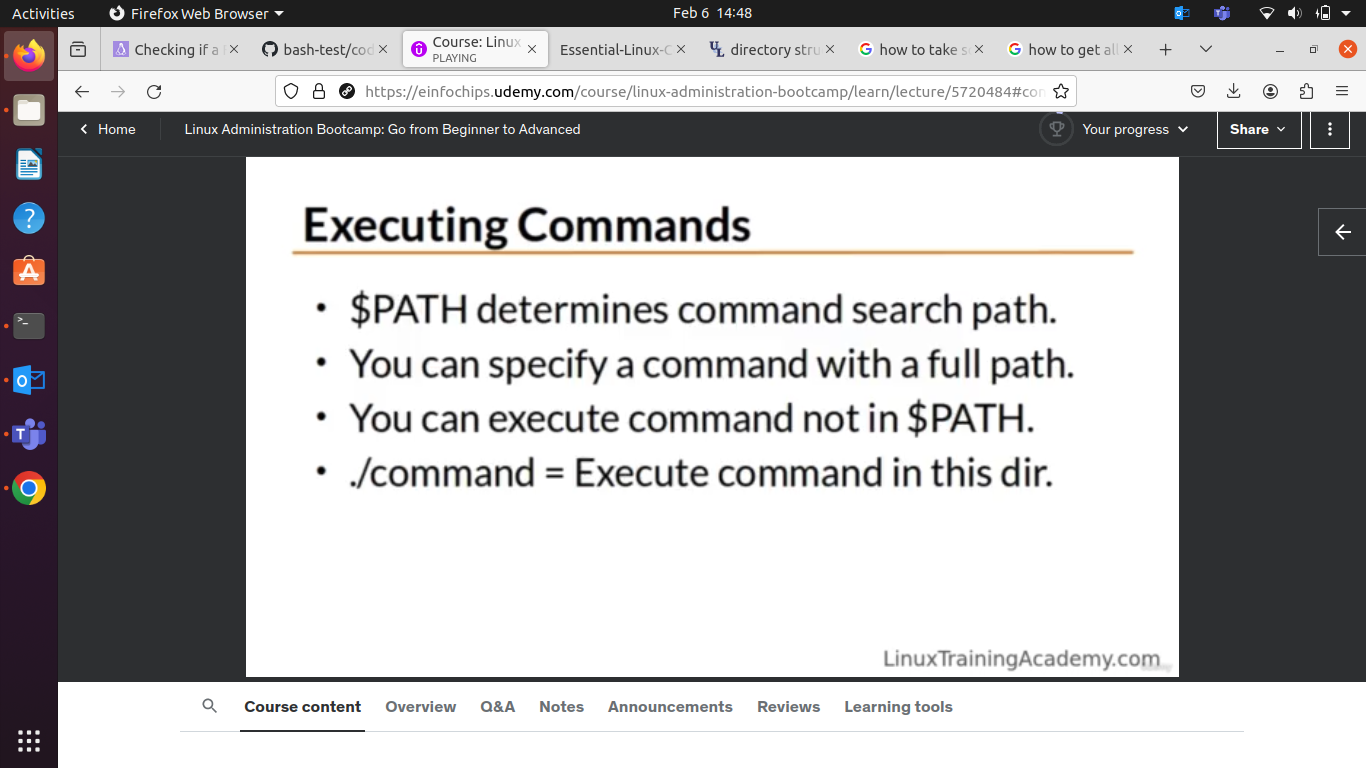 Activities Firefox Web Browser Feb 6 14:48
Checking if a
bash-test/cod
Course: Linux
PLAYING
Essential-Linux-C
directory stru
how to take s
how to get all
https://einfochips.udemy.com/course/linux-administration-bootcamp/learn/lecture/5720484#con
Home Linux Administration Bootcamp: Go from Beginner to Advanced Your progress Share
Executing Commands
• $PATH determines command search path.
• You can specify a command with a full path.
• You can execute command not in $PATH.
• ./command = Execute command in this dir.
LinuxTrainingAcademy.com
Course content Overview Q&A Notes Announcements Reviews Learning tools